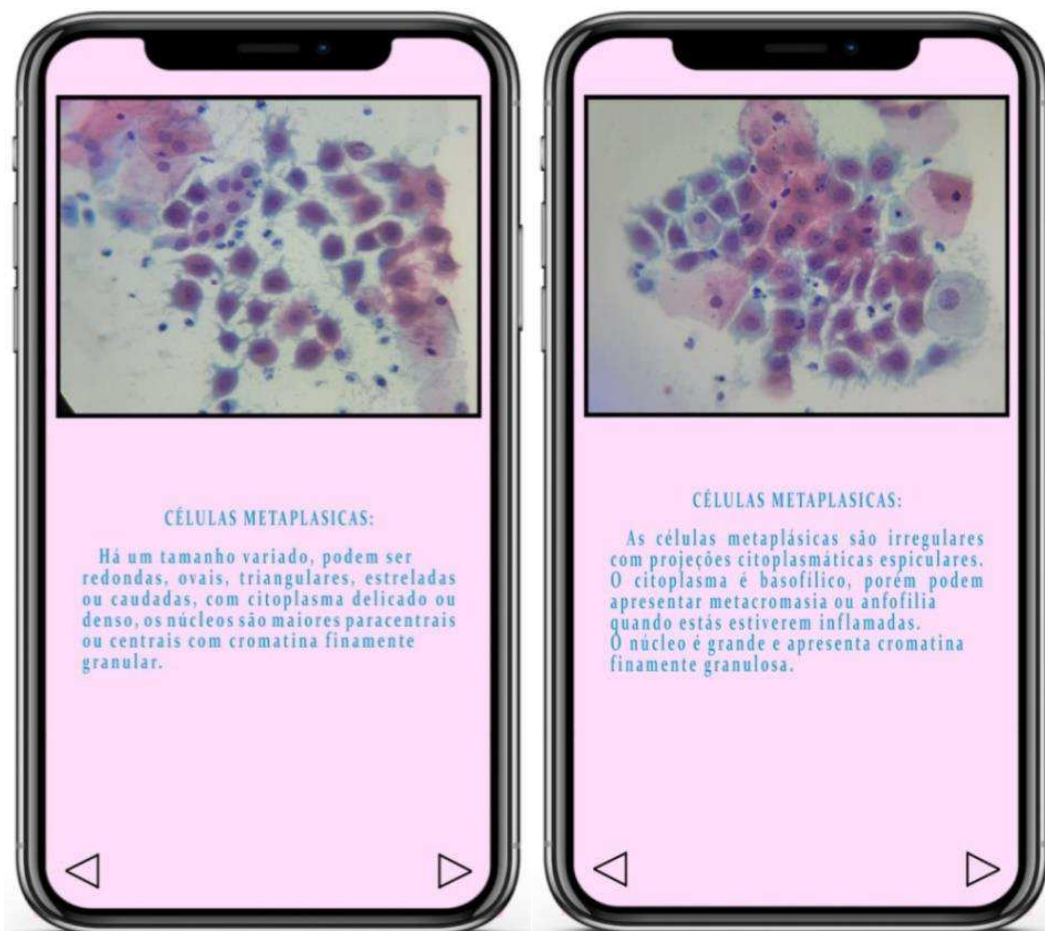 CÉLULAS METAPLASICAS:
Há um tamanho variado, podem ser
redondas, ovais, triangulares, estreladas
ou caudadas, com citoplasma delicado ou
denso, os núcleos são maiores paracentrais
ou centrais com cromatina finamente
granular.
CÉLULAS METAPLASICAS:
As células metaplásicas são irregulares
com projeções citoplasmáticas espiculares.
O citoplasma é basofílico, porém podem
apresentar metacromasia ou anfofilia
quando estás estiverem inflamadas.
O núcleo é grande e apresenta cromatina
finamente granulosa.